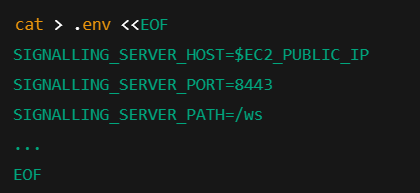 cat > .env <<EOF
SIGNALLING_SERVER_HOST=$EC2_PUBLIC_IP
SIGNALLING_SERVER_PORT=8443
SIGNALLING_SERVER_PATH=/ws
...
EOF